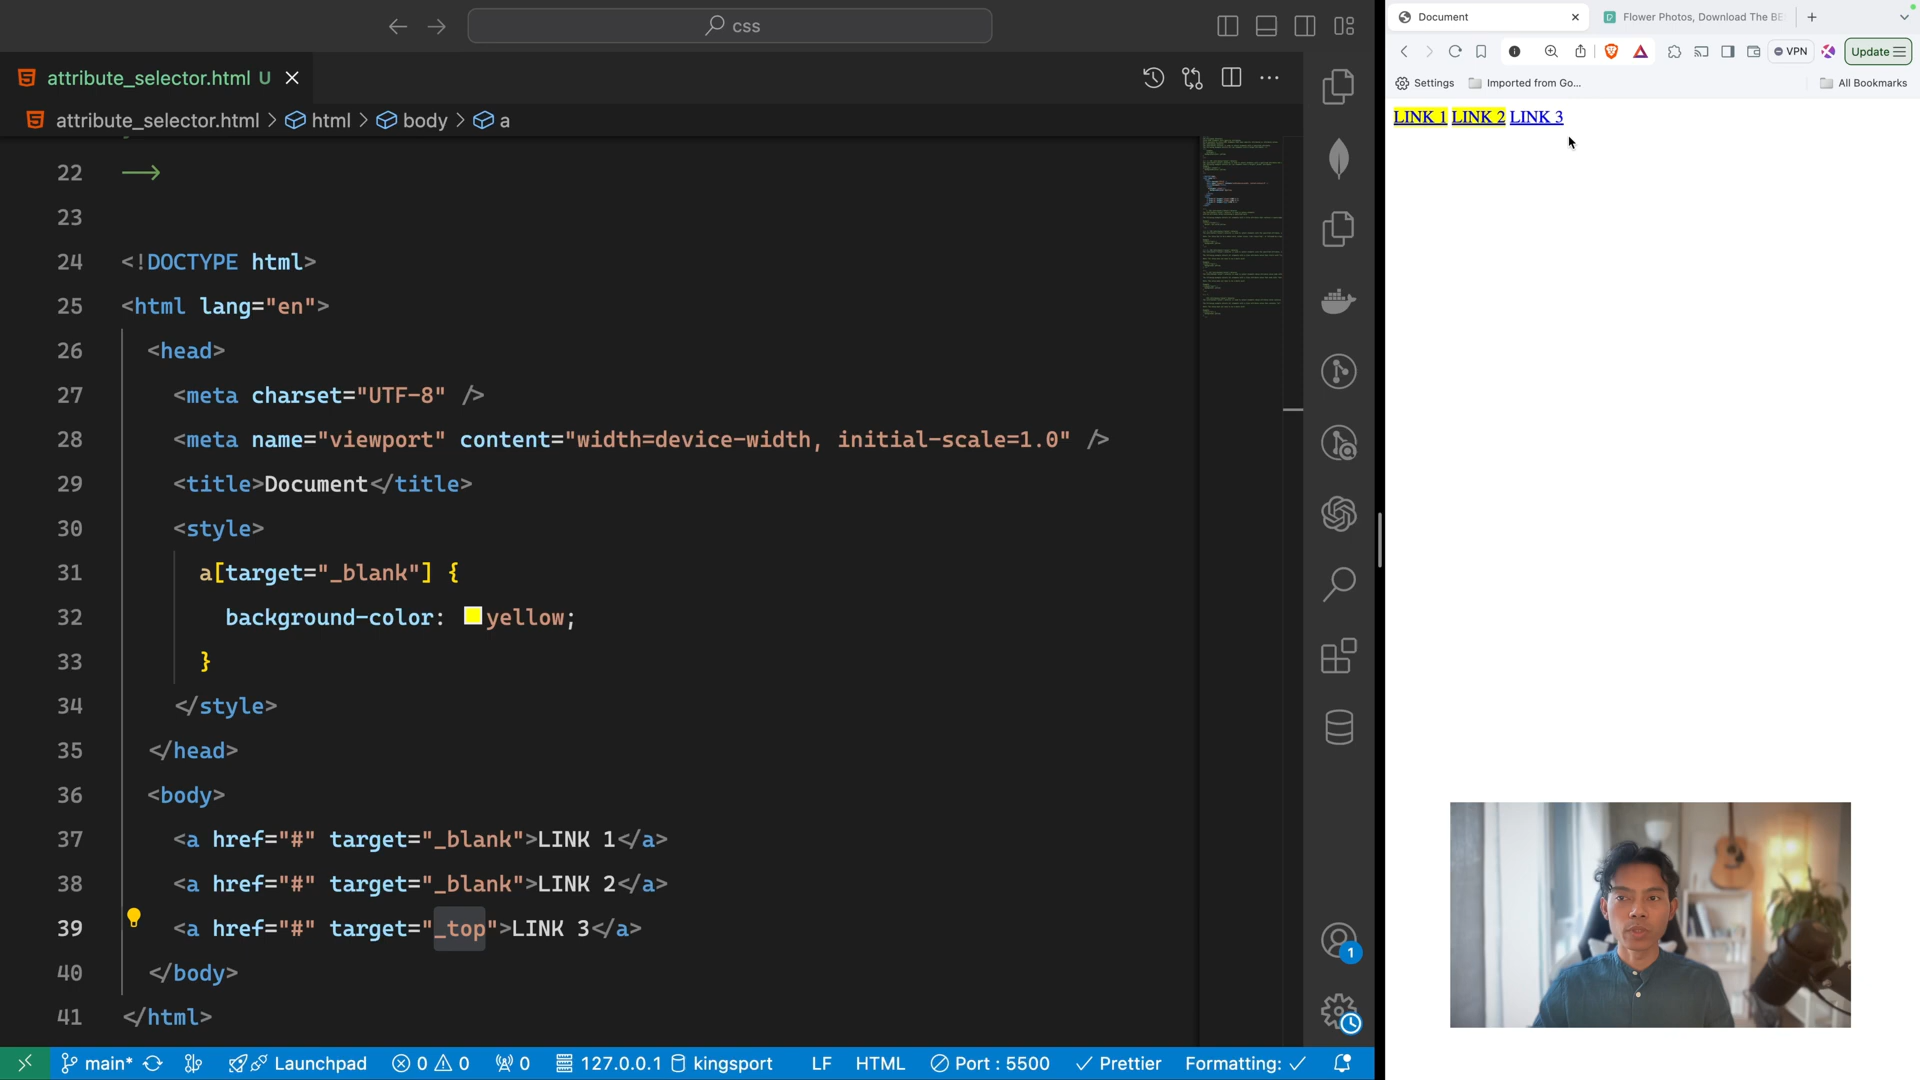 css
attribute_selector.html U
attribute_selector.html > html > body > a
22 -->
23
24 <!DOCTYPE html>
25 <html lang="en">
26 <head>
27 <meta charset="UTF-8" />
28 <meta name="viewport" content="width=device-width, initial-scale=1.0" />
29 <title>Document</title>
30 <style>
31 a[target="_blank"] {
32 background-color: yellow;
33 }
34 </style>
35 </head>
36 <body>
37 <a href="#" target="_blank">LINK 1</a>
38 <a href="#" target="_blank">LINK 2</a>
39 <a href="#" target="_top">LINK 3</a>
40 </body>
41 </html>
1
main* Launchpad 0 0 0 127.0.0.1 kingsport LF HTML Port : 5500 Prettier Formatting:
Document Flower Photos, Download The BE
VPN Update
Settings Imported from Go... All Bookmarks
LINK 1 LINK 2 LINK 3